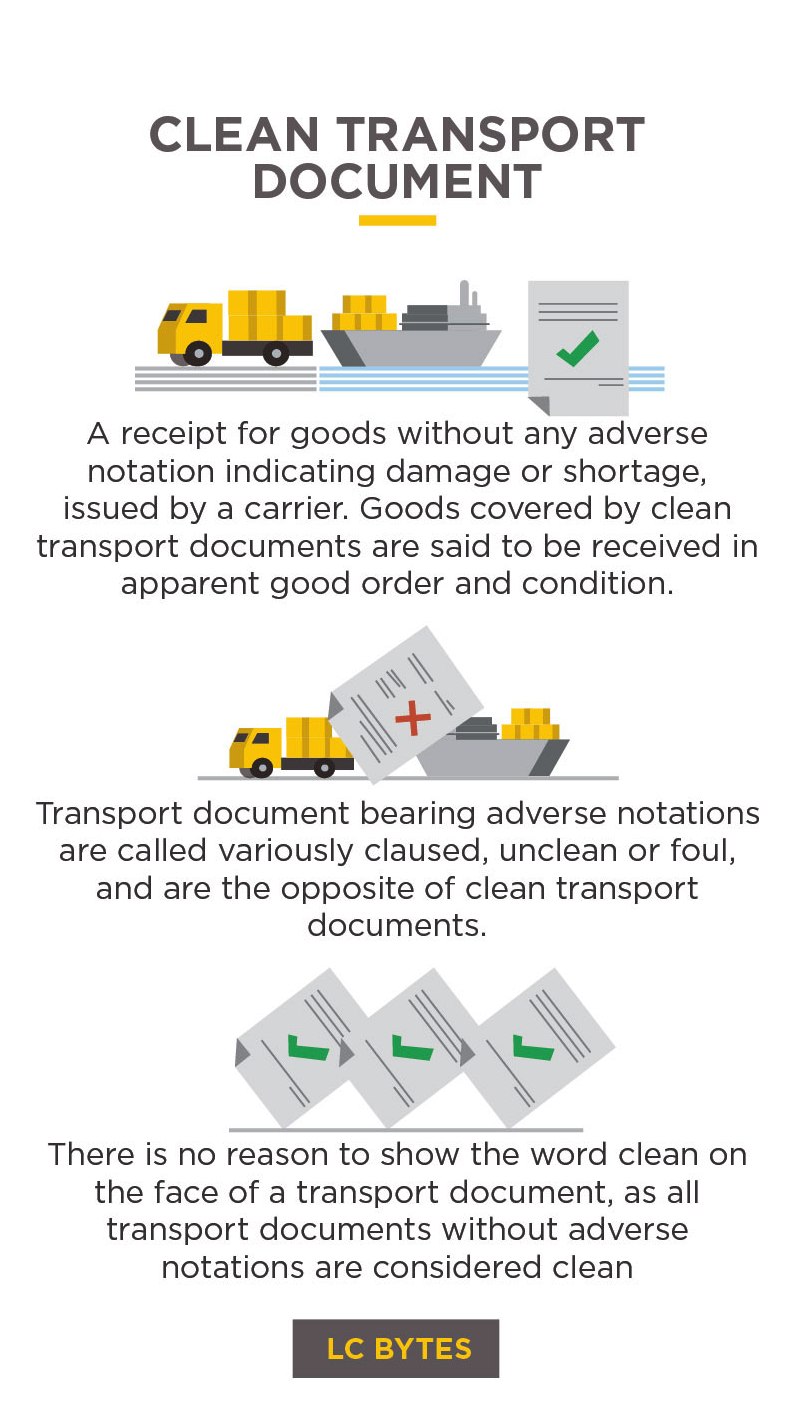 CLEAN TRANSPORT
DOCUMENT
A receipt for goods without any adverse
notation indicating damage or shortage,
issued by a carrier. Goods covered by clean
transport documents are said to be received in
apparent good order and condition.
Transport document bearing adverse notations
are called variously claused, unclean or foul,
and are the opposite of clean transport
documents.
There is no reason to show the word clean on
the face of a transport document, as all
transport documents without adverse
notations are considered clean
LC BYTES